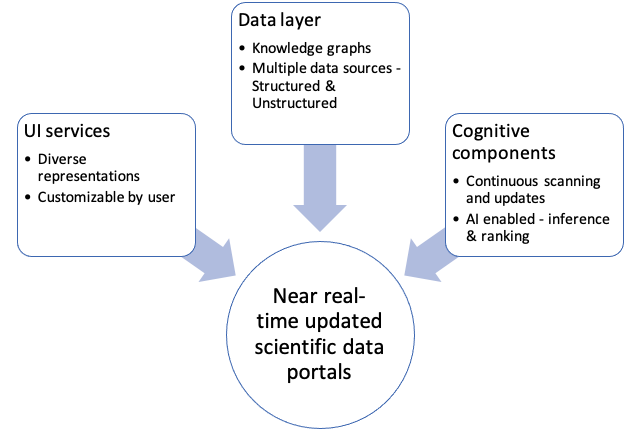 Data layer
• Knowledge graphs
• Multiple data sources -
Structured &
Unstructured
UI services
• Diverse
representations
• Customizable by user
Cognitive
components
• Continuous scanning
and updates
• AI enabled - inference
& ranking
Near real-
time updated
scientific data
portals